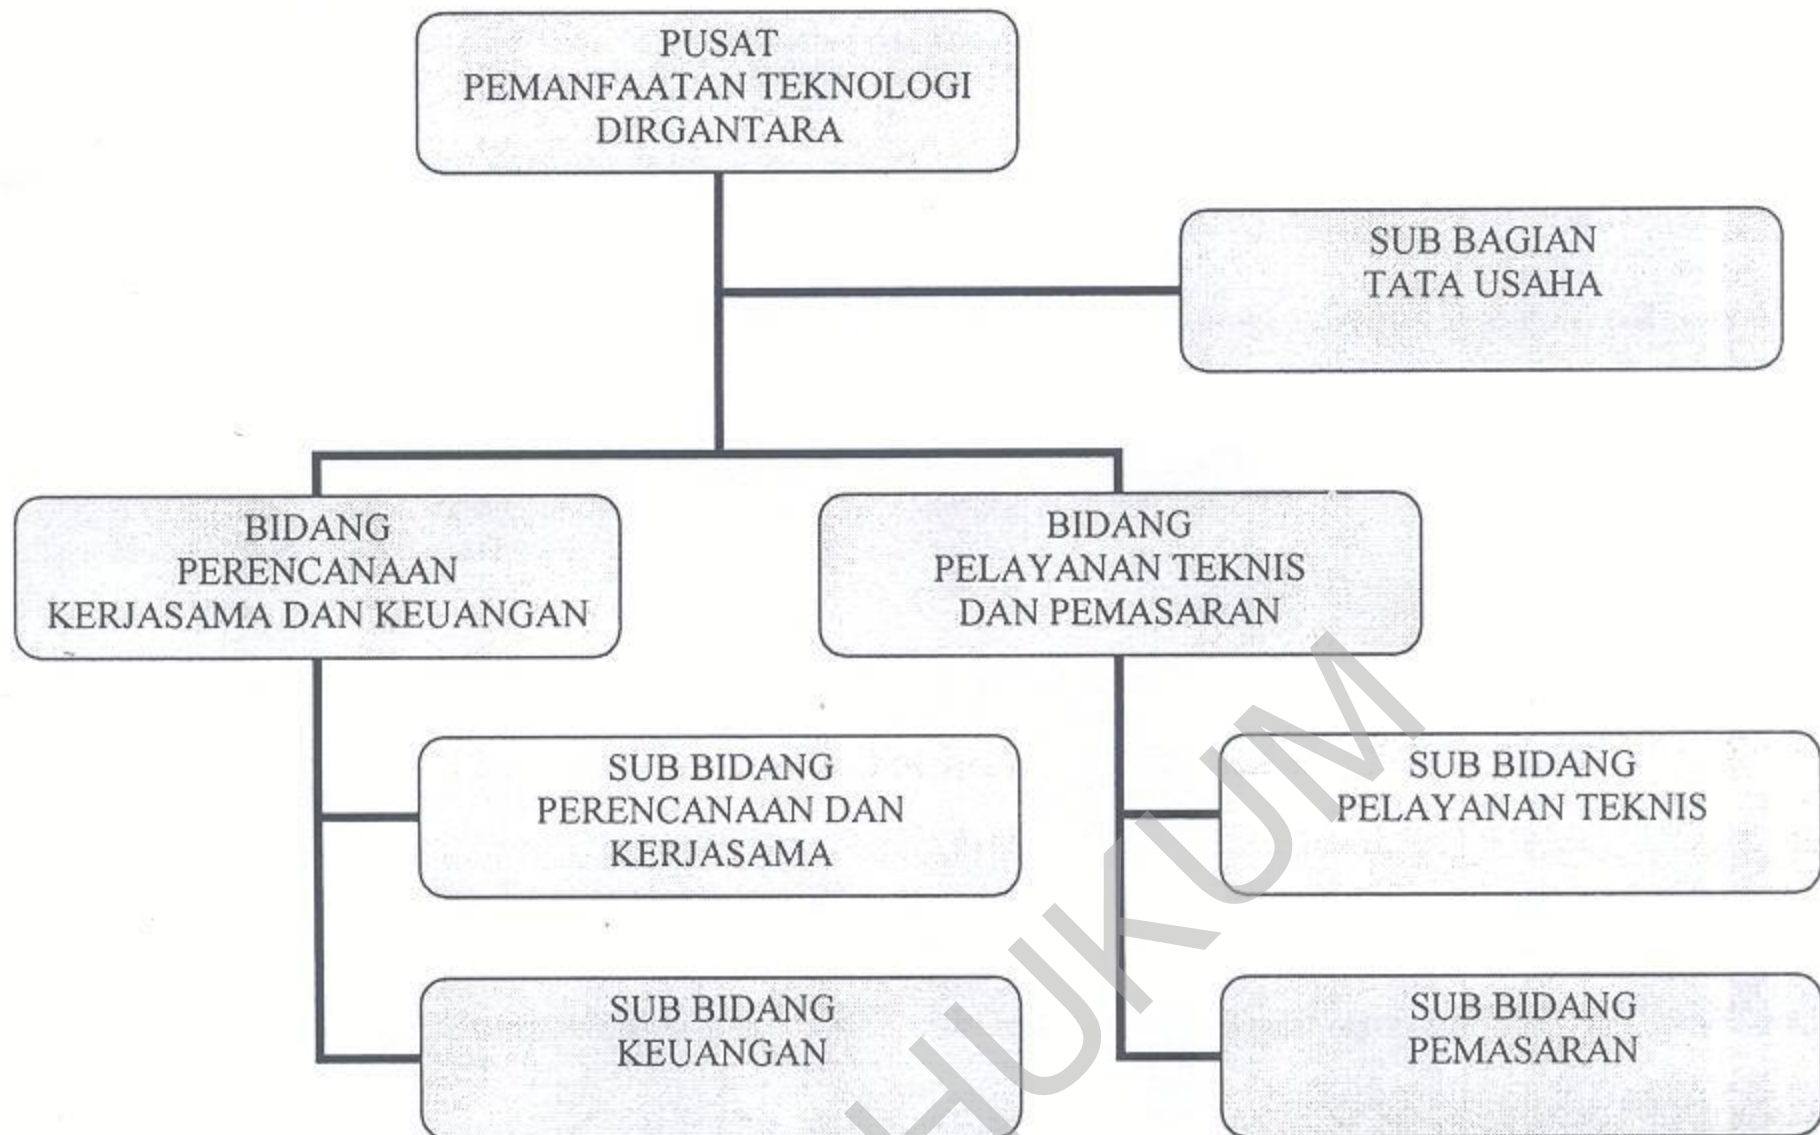 PUSAT
PEMANFAATAN TEKNOLOGI
DIRGANTARA
SUB BAGIAN
TATA USAHA
BIDANG
PERENCANAAN
KERJASAMA DAN KEUANGAN
BIDANG
PELAYANAN TEKNIS
DAN PEMASARAN
SUB BIDANG
PERENCANAAN DAN
KERJASAMA
SUB BIDANG
PELAYANAN TEKNIS
SUB BIDANG
KEUANGAN
SUB BIDANG
PEMASARAN
HUKUM